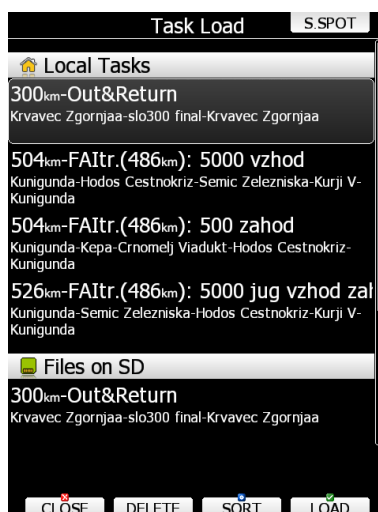 Task Load
S.SPOT
Local Tasks
300km-Out&Return
Krvavec Zgornjaa-slo300 final-Krvavec Zgornjaa
504km-FAItr.(486km): 5000 vzhod
Kunigunda-Hodos Cestnokriz-Semic Zelezniska-Kurji V-
Kunigunda
504km-FAItr.(486km): 500 zahod
Kunigunda-Kepa-Crnomelj Viadukt-Hodos Cestnokriz-
Kunigunda
526km-FAItr.(486km): 5000 jug vzhod zah
Kunigunda-Semic Zelezniska-Hodos Cestnokriz-Kurji V-
Kunigunda
Files on SD
300km-Out&Return
Krvavec Zgornjaa-slo300 final-Krvavec Zgornjaa
CLOSE DELETE SORT LOAD